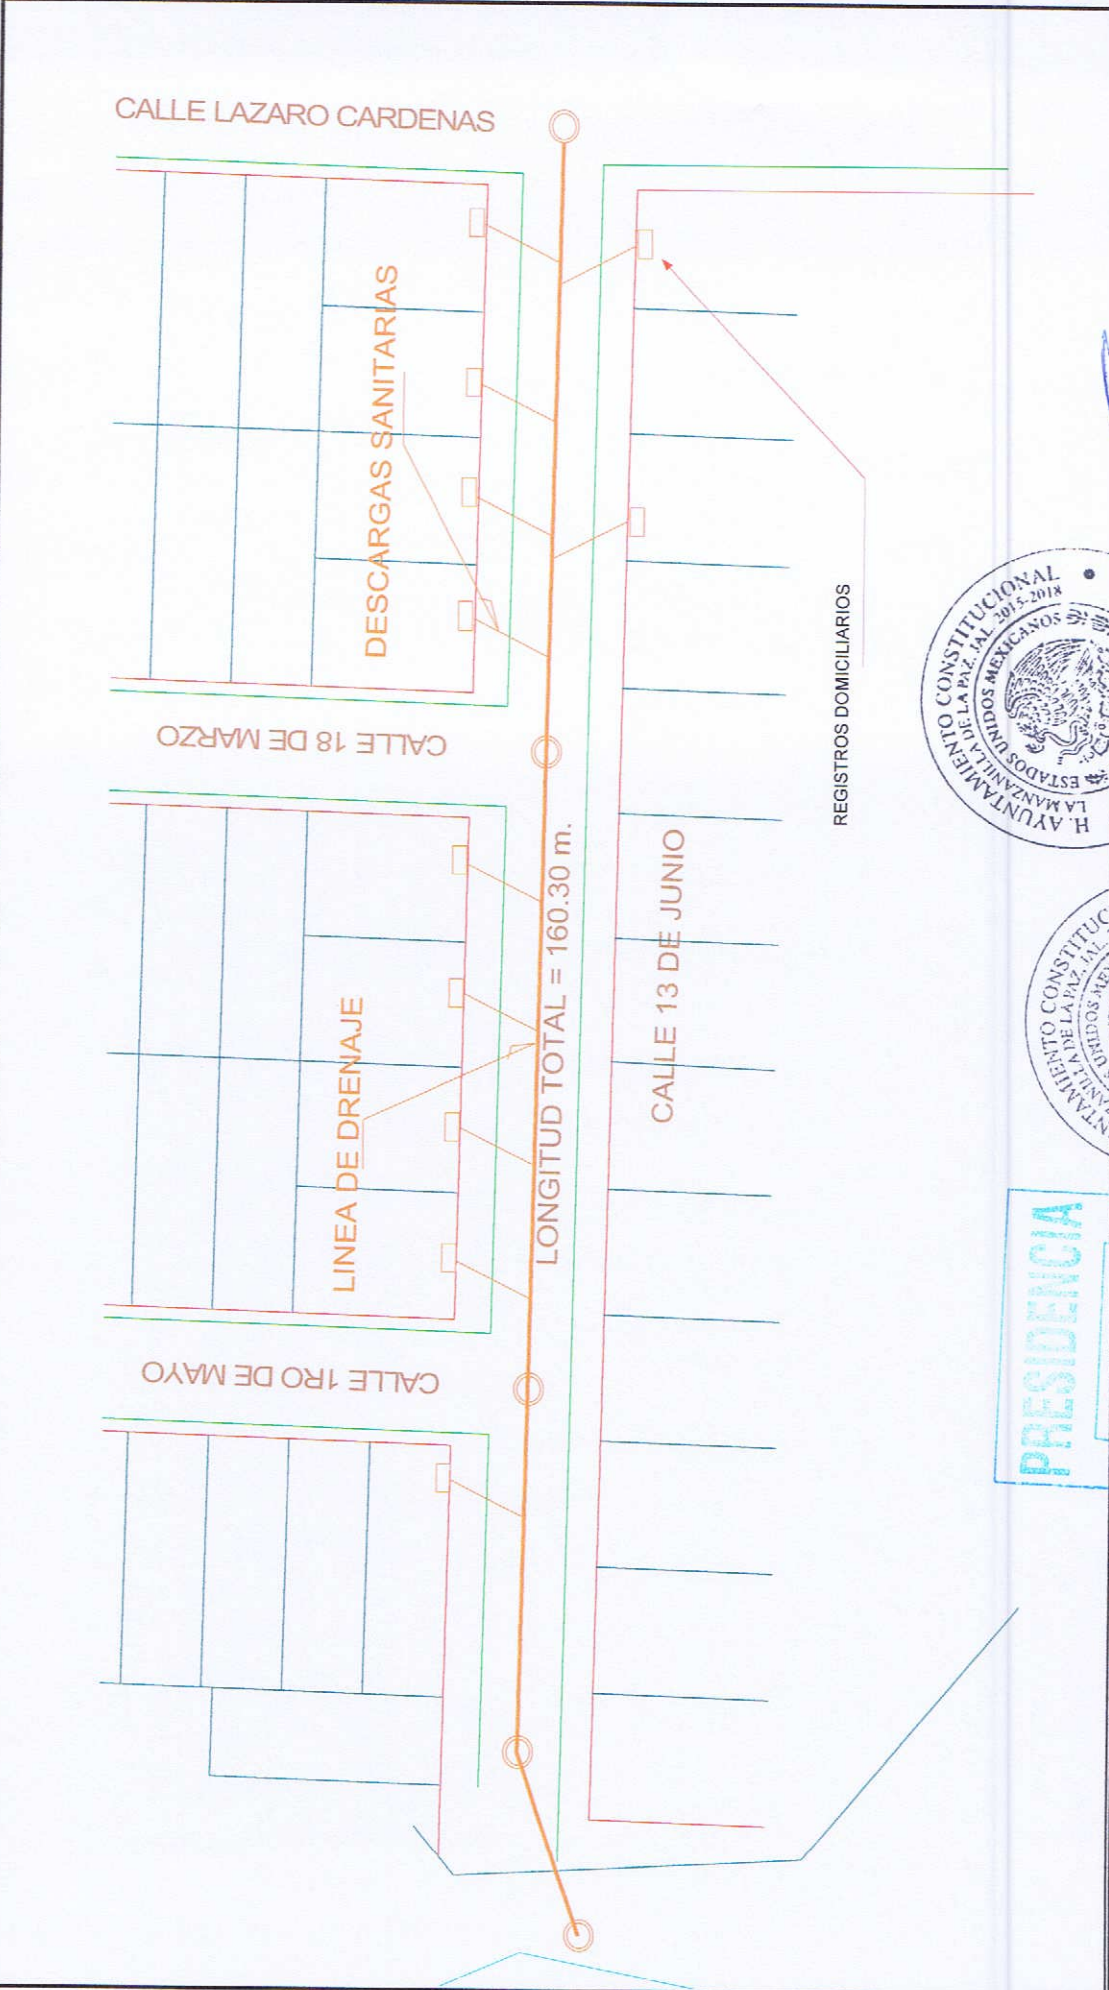 CALLE LAZARO CARDENAS
DESCARGAS SANITARIAS
CALLE 18 DE MARZO
LONGITUD TOTAL = 160.30 m.
CALLE 13 DE JUNIO
REGISTROS DOMICILIARIOS
LINEA DE DRENAJE
CALLE 1RO DE MAYO
H. AYUNTAMIENTO CONSTITUCIONAL
LA MANZANILLA DE LA PAZ, JAL. 2015-2018
ESTADOS UNIDOS MEXICANOS
PRESIDENCIA